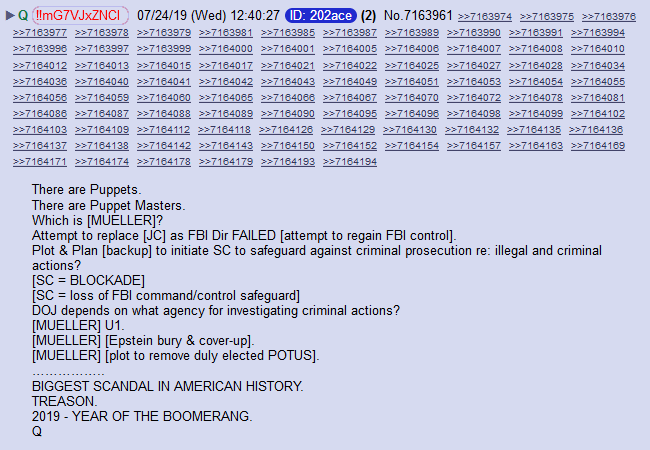 ▶ Q !!mG7VJxZNCI 07/24/19 (Wed) 12:40:27 ID: 202ace (2) No.7163961 >>7163974 >>7163975 >>7163976
>>7163977 >>7163978 >>7163979 >>7163981 >>7163985 >>7163987 >>7163989 >>7163990 >>7163991 >>7163994
>>7163996 >>7163997 >>7163999 >>7164000 >>7164001 >>7164005 >>7164006 >>7164007 >>7164008 >>7164010
>>7164012 >>7164013 >>7164015 >>7164017 >>7164021 >>7164022 >>7164025 >>7164027 >>7164028 >>7164034
>>7164036 >>7164040 >>7164041 >>7164042 >>7164043 >>7164049 >>7164051 >>7164053 >>7164054 >>7164055
>>7164056 >>7164059 >>7164060 >>7164065 >>7164066 >>7164067 >>7164070 >>7164072 >>7164078 >>7164081
>>7164086 >>7164087 >>7164088 >>7164089 >>7164090 >>7164095 >>7164096 >>7164098 >>7164099 >>7164102
>>7164103 >>7164109 >>7164112 >>7164118 >>7164126 >>7164129 >>7164130 >>7164132 >>7164135 >>7164136
>>7164137 >>7164138 >>7164142 >>7164143 >>7164150 >>7164152 >>7164154 >>7164157 >>7164163 >>7164169
>>7164171 >>7164174 >>7164178 >>7164179 >>7164193 >>7164194
There are Puppets.
There are Puppet Masters.
Which is [MUELLER]?
Attempt to replace [JC] as FBI Dir FAILED [attempt to regain FBI control].
Plot & Plan [backup] to initiate SC to safeguard against criminal prosecution re: illegal and criminal
actions?
[SC = BLOCKADE]
[SC = loss of FBI command/control safeguard]
DOJ depends on what agency for investigating criminal actions?
[MUELLER] U1.
[MUELLER] [Epstein bury & cover-up].
[MUELLER] [plot to remove duly elected POTUS].
……………..
BIGGEST SCANDAL IN AMERICAN HISTORY.
TREASON.
2019 - YEAR OF THE BOOMERANG.
Q